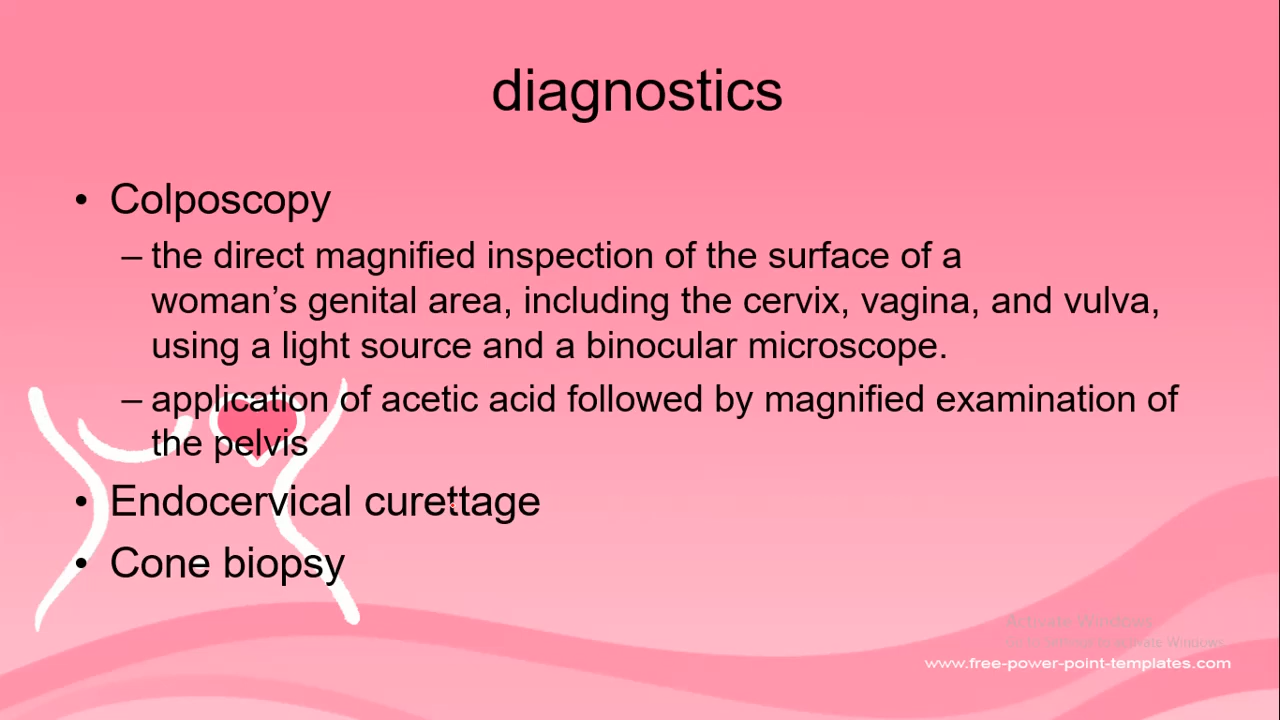 diagnostics
• Colposcopy
– the direct magnified inspection of the surface of a
woman’s genital area, including the cervix, vagina, and vulva,
using a light source and a binocular microscope.
– application of acetic acid followed by magnified examination of
the pelvis
• Endocervical curettage
• Cone biopsy
Activate Windows
www.free-power-point-templates.com